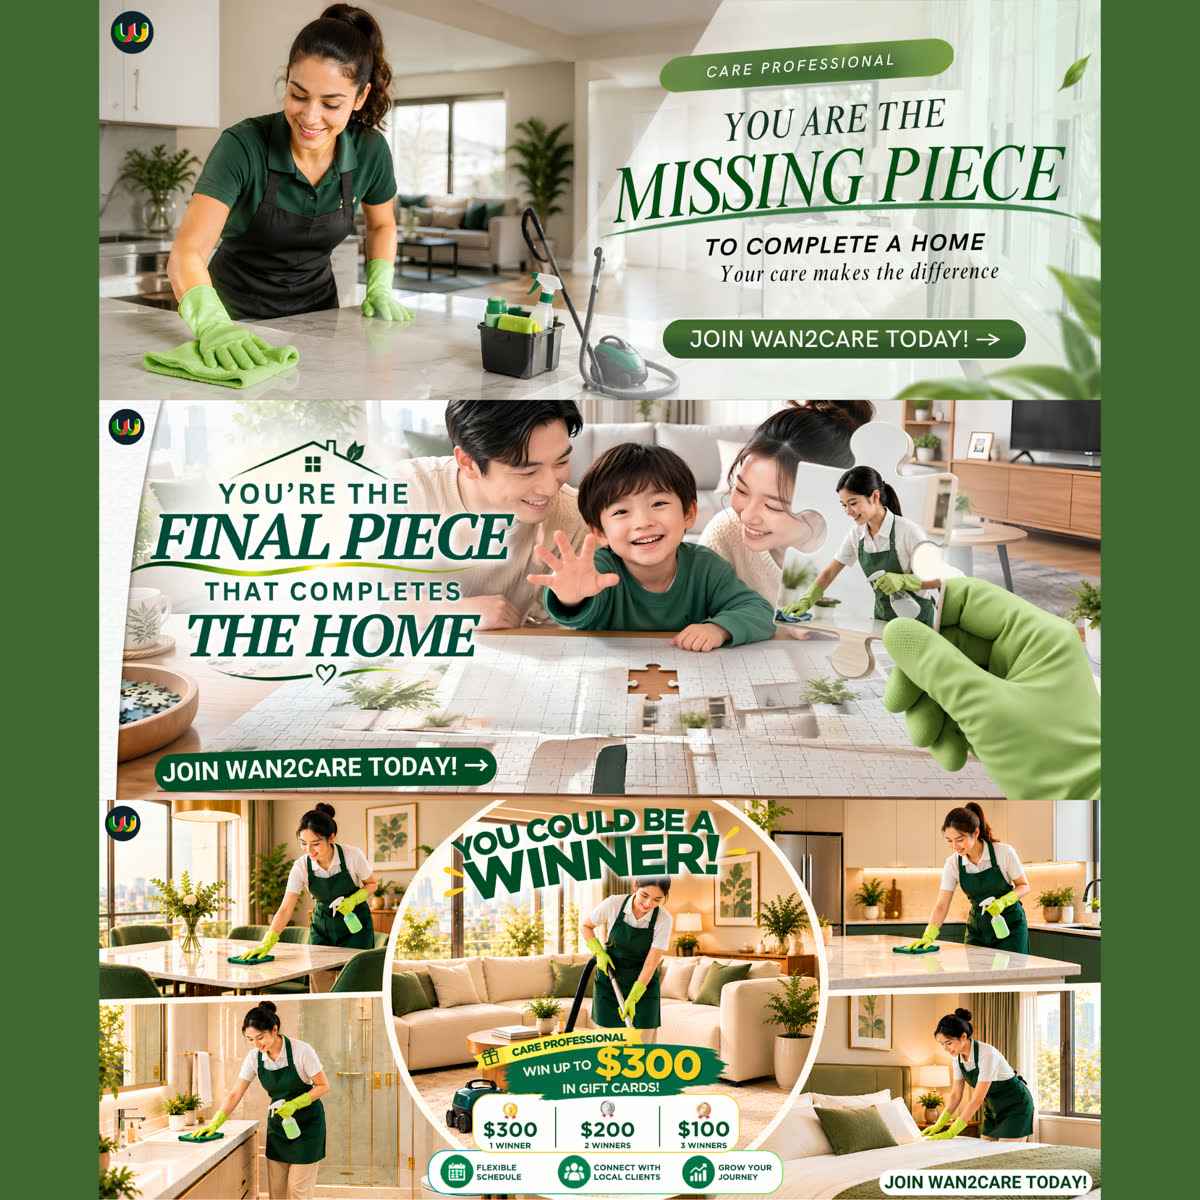 CARE PROFESSIONAL
YOU ARE THE
MISSING PIECE
TO COMPLETE A HOME
Your care makes the difference
JOIN WAN2CARE TODAY! →
YOU'RE THE
FINAL PIECE
THAT COMPLETES
THE HOME
JOIN WAN2CARE TODAY! →
YOU COULD BE A
WINNER!
CARE PROFESSIONAL
WIN UP TO $300
IN GIFT CARDS!
$300
1 WINNER
$200
2 WINNERS
$100
3 WINNERS
FLEXIBLE
SCHEDULE
CONNECT WITH
LOCAL CLIENTS
GROW YOUR
JOURNEY
JOIN WAN2CARE TODAY!